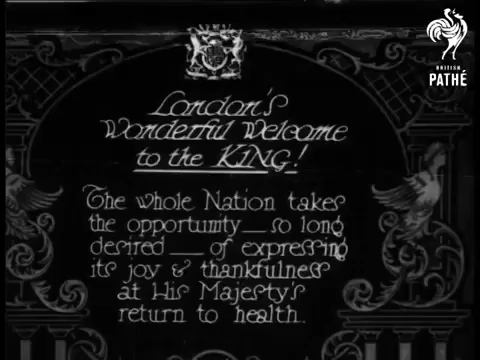 BRITISH
PATHÉ
London's
Wonderful Welcome
to the KING!
The whole Nation takes
the opportunity — so long
desired — of expressing
its joy & thankfulness
at His Majesty's
return to health.